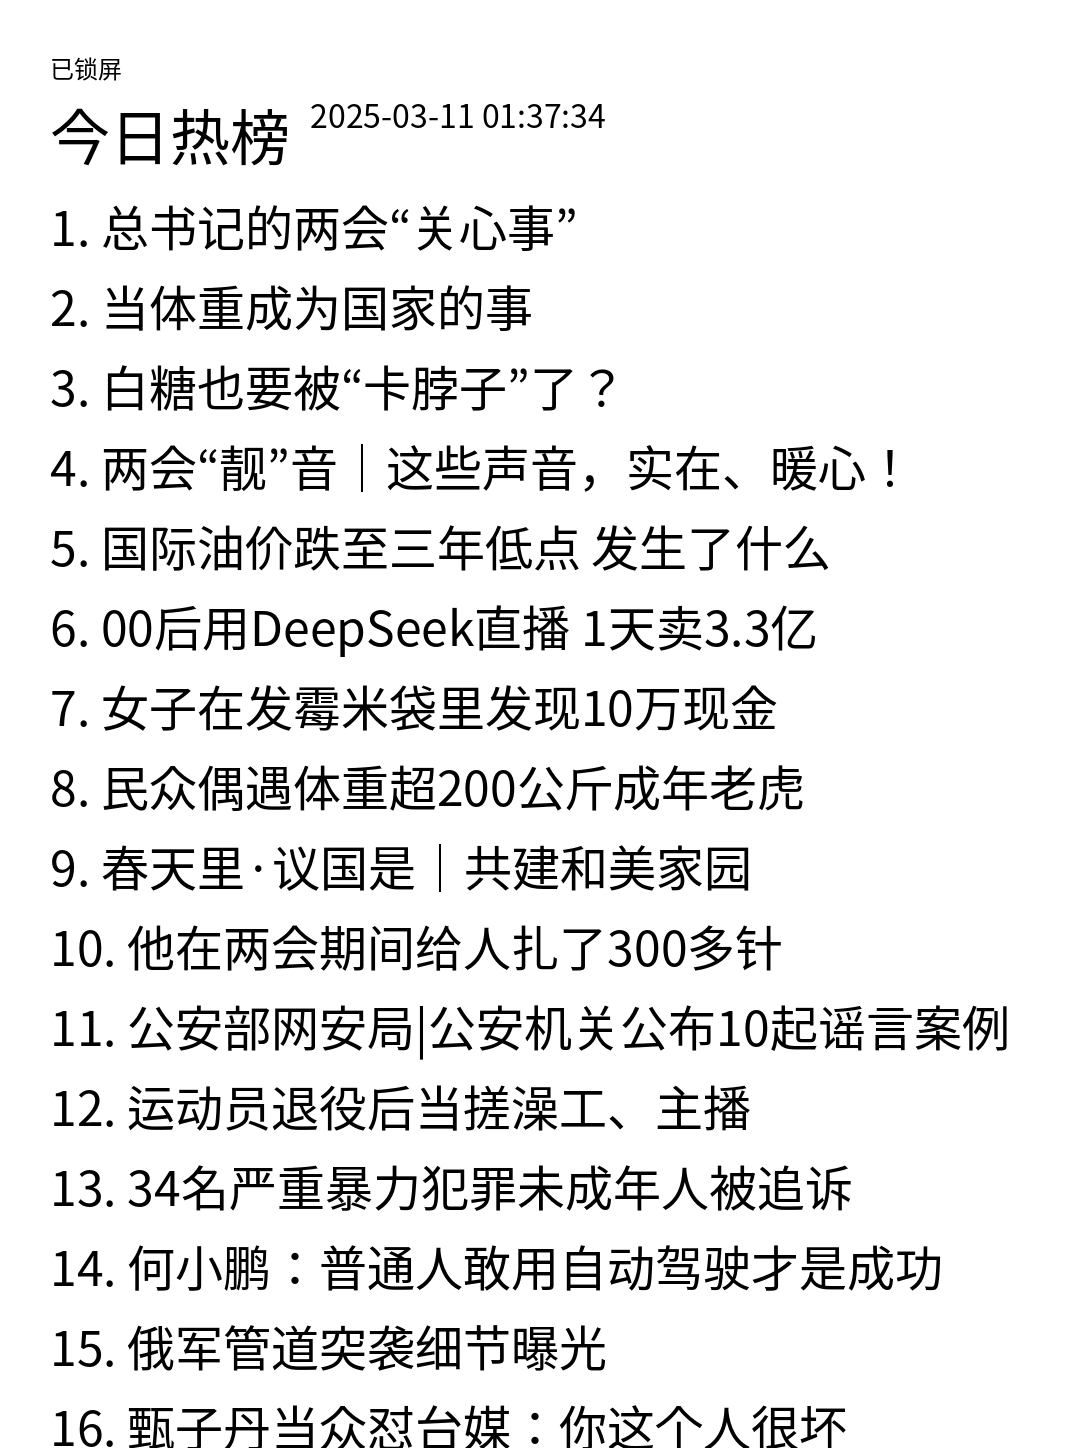 已锁屏
今日热榜 2025-03-11 01:37:34
1. 总书记的两会“关心事”
2. 当体重成为国家的事
3. 白糖也要被“卡脖子”了？
4. 两会“靓”音｜这些声音，实在、暖心！
5. 国际油价跌至三年低点 发生了什么
6. 00后用DeepSeek直播 1天卖3.3亿
7. 女子在发霉米袋里发现10万现金
8. 民众偶遇体重超200公斤成年老虎
9. 春天里·议国是｜共建和美家园
10. 他在两会期间给人扎了300多针
11. 公安部网安局|公安机关公布10起谣言案例
12. 运动员退役后当搓澡工、主播
13. 34名严重暴力犯罪未成年人被追诉
14. 何小鹏：普通人敢用自动驾驶才是成功
15. 俄军管道突袭细节曝光
16. 甄子丹当众怼台媒：你这个人很坏